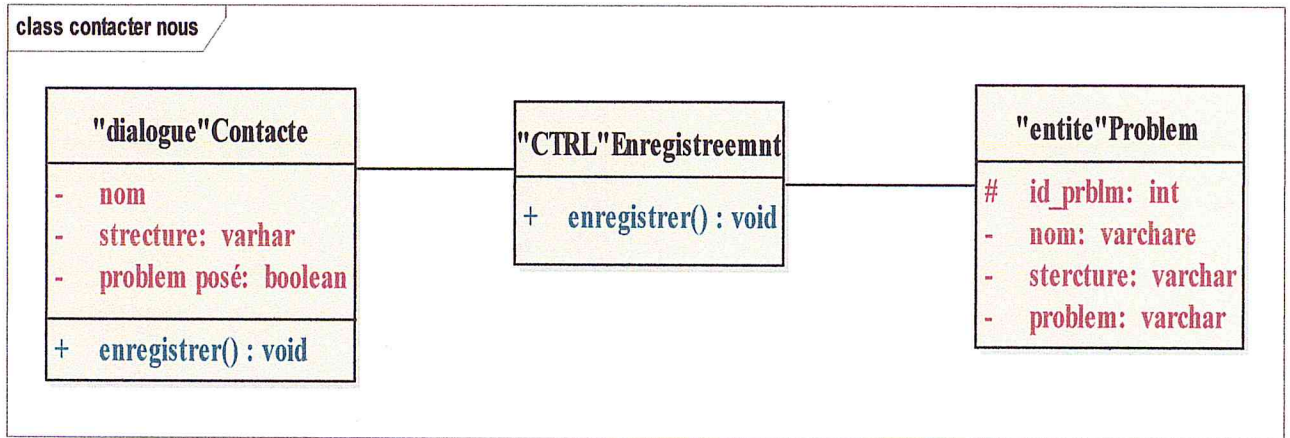 class contacter nous
"dialogue"Contacte
- nom
- strecture: varhar
- problem posé: boolean
+ enregistrer() : void
"CTRL"Enregistreemnt
+ enregistrer() : void
"entite"Problem
# id_prblm: int
- nom: varchare
- stercture: varchar
- problem: varchar